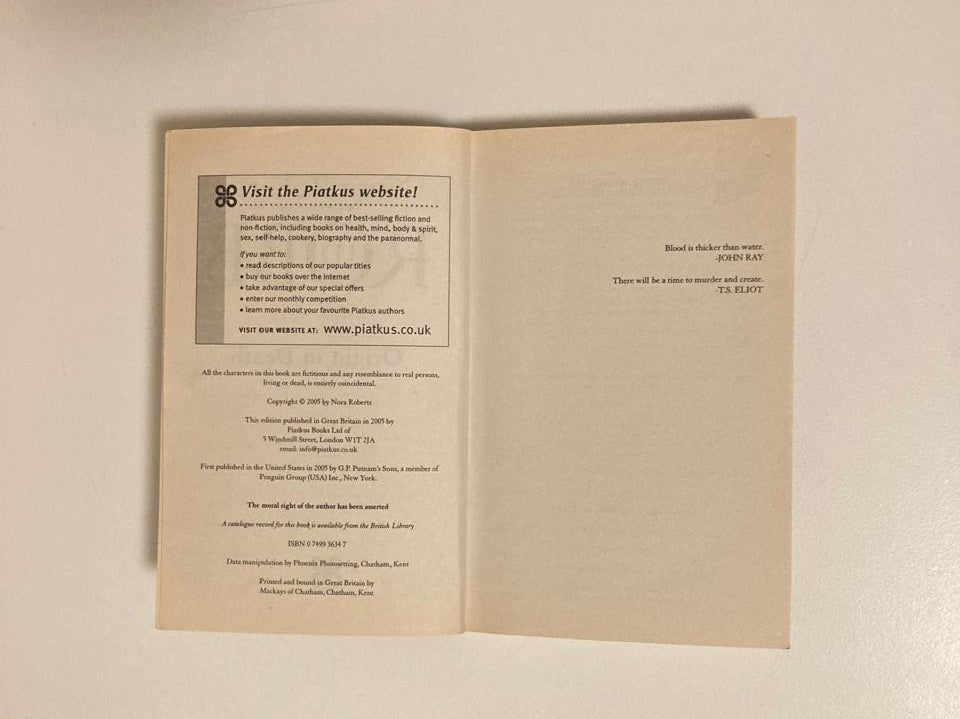 Visit the Piatkus website!
Piatkus publishes a wide range of best-selling fiction and
non-fiction, including books on health, mind, body & spirit,
sex, self-help, cookery, biography and the paranormal.
If you want to:
• read descriptions of our popular titles
• buy our books over the internet
• take advantage of our special offers
• enter our monthly competition
• learn more about your favourite Piatkus authors
VISIT OUR WEBSITE AT: www.piatkus.co.uk
All the characters in this book are fictitious and any resemblance to real persons,
living or dead, is entirely coincidental.
Copyright © 2005 by Nora Roberts
This edition published in Great Britain in 2005 by
Piatkus Books Ltd of
5 Windmill Street, London W1T 2JA
email: info@piatkus.co.uk
First published in the United States in 2005 by G.P. Putnam's Sons, a member of
Penguin Group (USA) Inc., New York.
The moral right of the author has been asserted
A catalogue record for this book is available from the British Library
ISBN 0 7499 3634 7
Data manipulation by Phoenix Photosetting, Chatham, Kent
Printed and bound in Great Britain by
Mackays of Chatham, Chatham, Kent
Blood is thicker than water.
-JOHN RAY
There will be a time to murder and create.
-T.S. ELIOT